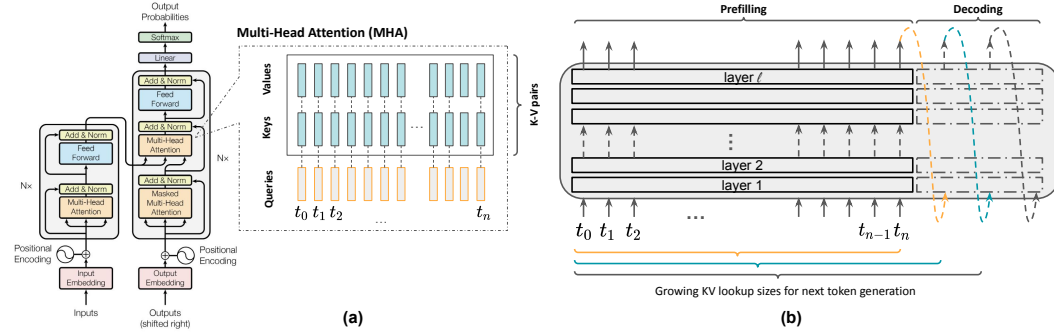 Output
Probabilities
Softmax
Linear
Add & Norm
Feed
Forward
Add & Norm
Multi-Head
Attention
Add & Norm
Masked
Multi-Head
Attention
Nx
Add & Norm
Feed
Forward
Nx
Add & Norm
Multi-Head
Attention
Positional
Encoding
Positional
Encoding
Input
Embedding
Output
Embedding
Inputs
Outputs
(shifted right)
Multi-Head Attention (MHA)
Values
Keys
Queries
...
K-V pairs
t0 t1 t2 tn
...
(a)
Prefilling
Decoding
layer ℓ
...
layer 2
layer 1
t0 t1 t2 ... tn−1 tn
Growing KV lookup sizes for next token generation
(b)